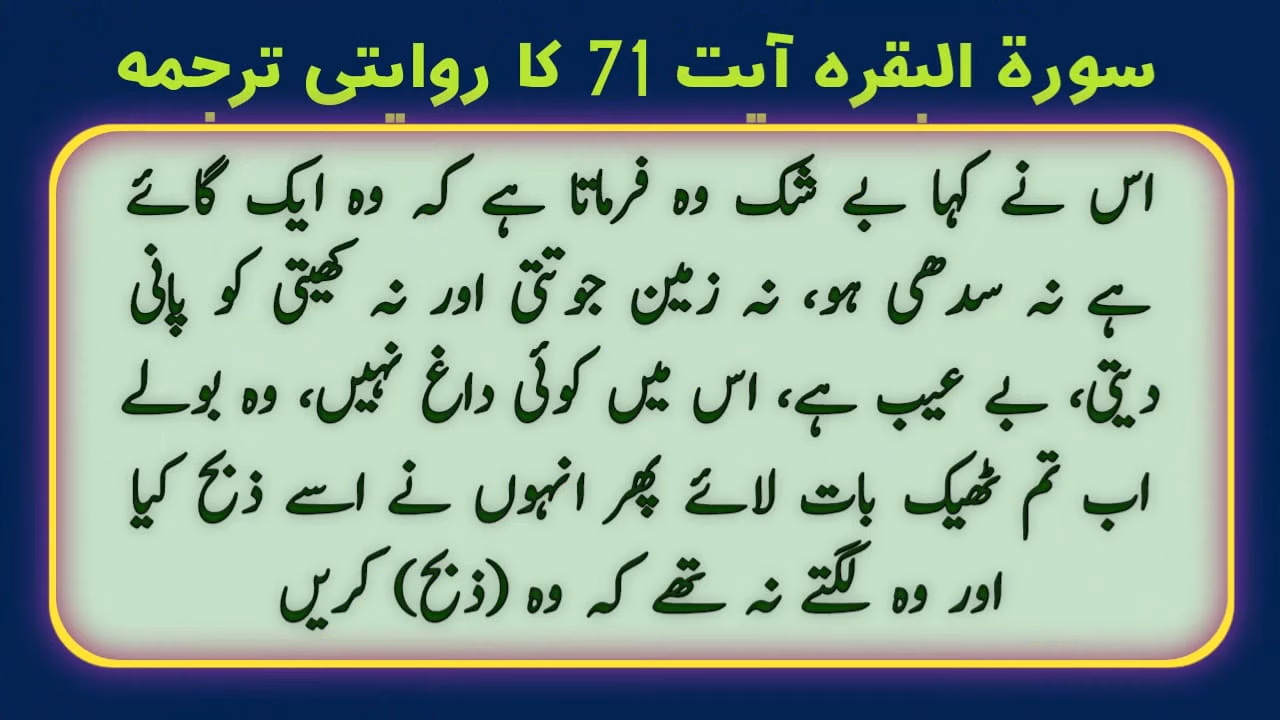 سورۃ البقرہ آیت 71 کا روایتی ترجمہ
اس نے کہا بے شک وہ فرماتا ہے کہ وہ ایک گائے
ہے نہ سدھی ہو، نہ زمین جوتتی اور نہ کھیتی کو پانی
دیتی، بے عیب ہے، اس میں کوئی داغ نہیں، وہ بولے
اب تم ٹھیک بات لائے پھر انہوں نے اسے ذبح کیا
اور وہ لگتے نہ تھے کہ وہ (ذبح) کریں